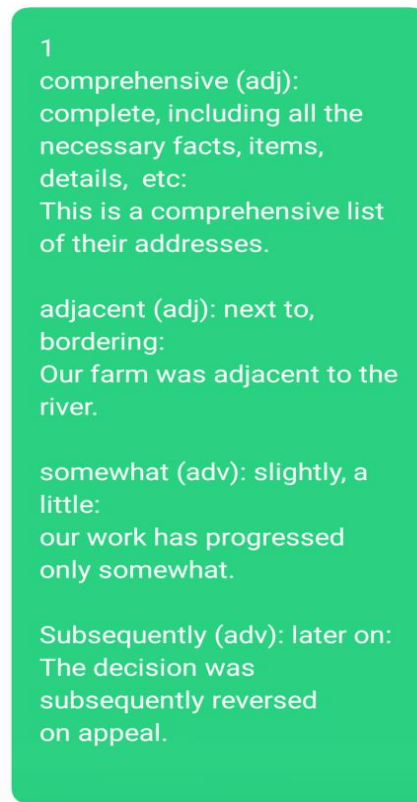 1
comprehensive (adj):
complete, including all the
necessary facts, items,
details, etc:
This is a comprehensive list
of their addresses.
adjacent (adj): next to,
bordering:
Our farm was adjacent to the
river.
somewhat (adv): slightly, a
little:
our work has progressed
only somewhat.
Subsequently (adv): later on:
The decision was
subsequently reversed
on appeal.